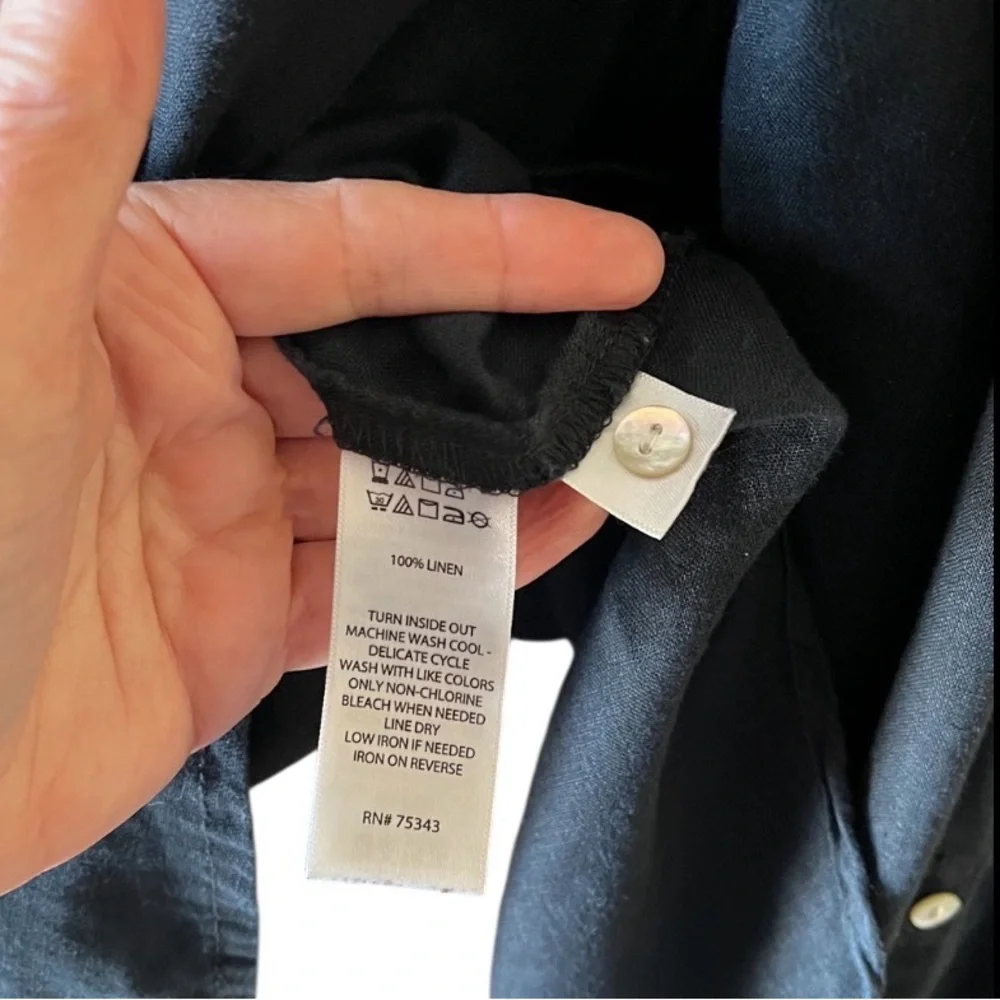 100% LINEN
TURN INSIDE OUT
MACHINE WASH COOL -
DELICATE CYCLE
WASH WITH LIKE COLORS
ONLY NON-CHLORINE
BLEACH WHEN NEEDED
LINE DRY
LOW IRON IF NEEDED
IRON ON REVERSE
RN# 75343